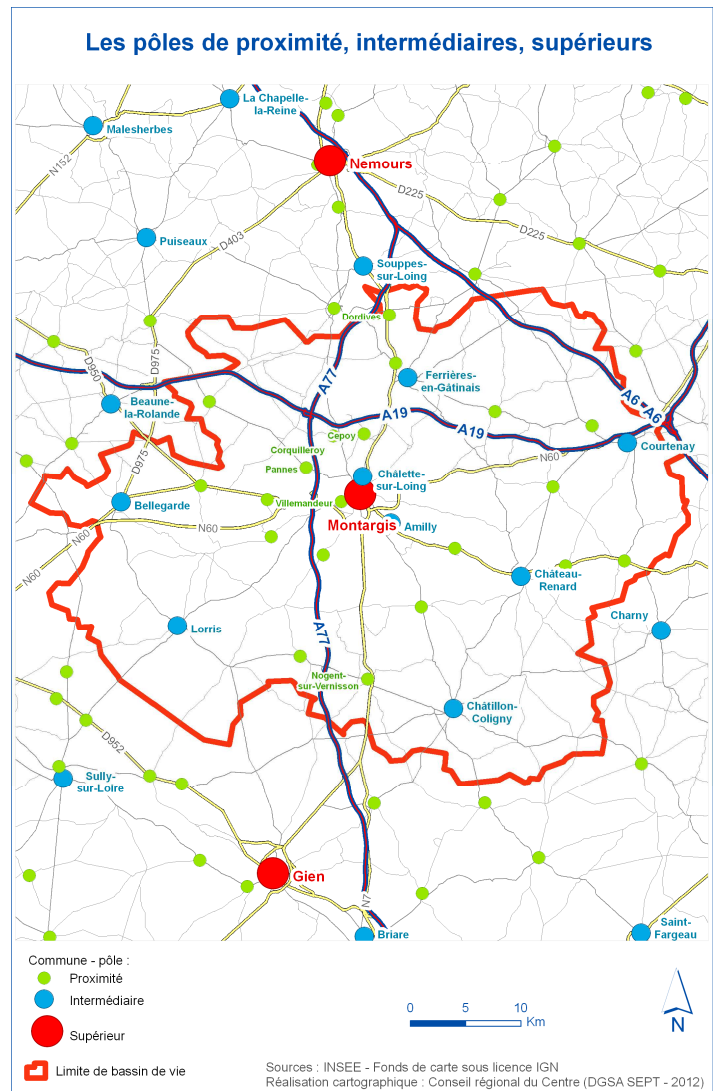 Les pôles de proximité, intermédiaires, supérieurs
La Chapelle-
la-Reine
Malesherbes
N152
Nemours
D225
D225
Puiseaux
D403
Souppes-
sur-Loing
Dordives
D950
D975
A77
Ferrières-
en-Gâtinais
A6
A6
Beaune-
la-Rolande
A19
A19
Cepoy
Courtenay
D975
Corquilleroy
Pannes
N60
Châlette-
sur-Loing
Bellegarde
Villemandeur
Montargis
Amilly
N60
N60
N60
Château-
Renard
Lorris
A77
Charny
Nogent-
sur-Vernisson
Châtillon-
Coligny
D952
Sully-
sur-Loire
Gien
N7
Briare
Saint-
Fargeau
Commune - pôle :
Proximité
Intermédiaire
Supérieur
0 5 10
Km
N
Limite de bassin de vie
Sources : INSEE - Fonds de carte sous licence IGN
Réalisation cartographique : Conseil régional du Centre (DGSA SEPT - 2012)